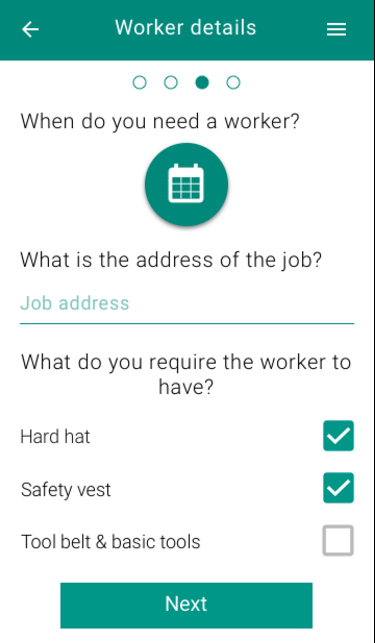 Worker details
When do you need a worker?
What is the address of the job?
Job address
What do you require the worker to
have?
Hard hat
Safety vest
Tool belt & basic tools
Next